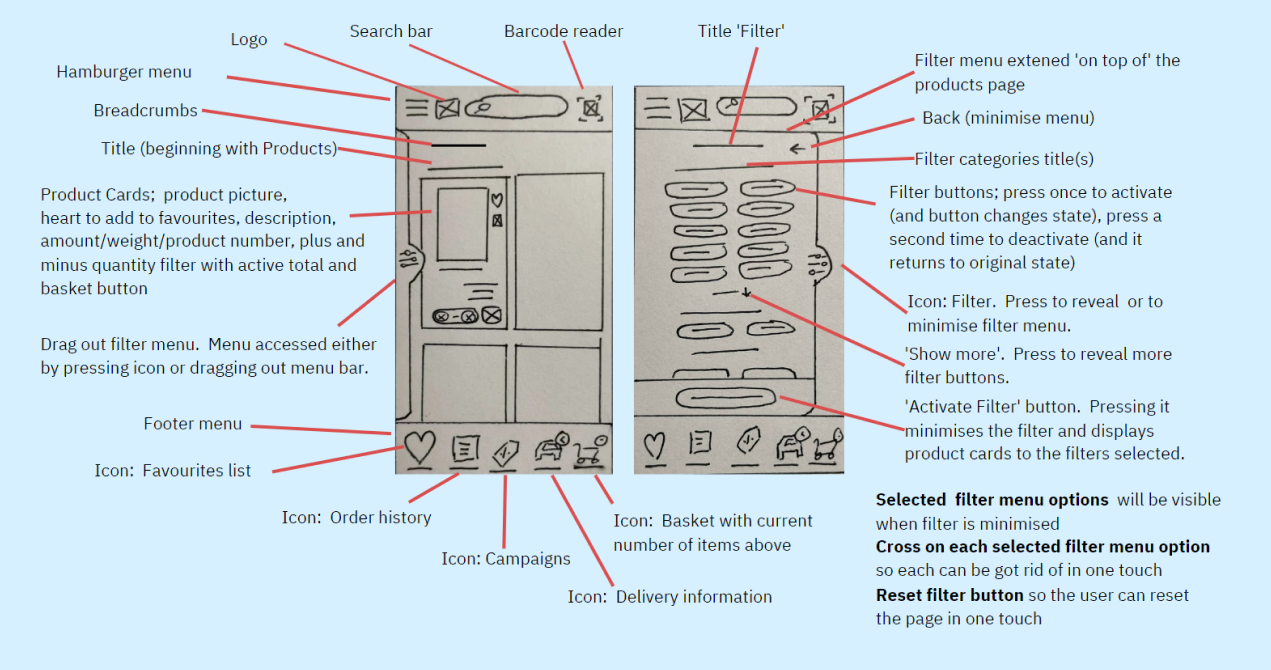 Logo
Search bar
Barcode reader
Title 'Filter'
Hamburger menu
Filter menu extened 'on top of' the
products page
Breadcrumbs
Back (minimise menu)
Title (beginning with Products)
Filter categories title(s)
Product Cards;  product picture,
heart to add to favourites, description,
amount/weight/product number, plus and
minus quantity filter with active total and
basket button
Filter buttons; press once to activate
(and button changes state), press a
second time to deactivate (and it
returns to original state)
Icon: Filter.  Press to reveal  or to
minimise filter menu.
Drag out filter menu.  Menu accessed either
by pressing icon or dragging out menu bar.
'Show more'.  Press to reveal more
filter buttons.
'Activate Filter' button.  Pressing it
minimises the filter and displays
product cards to the filters selected.
Footer menu
Icon:  Favourites list
Icon:  Order history
Icon: Campaigns
Icon:  Delivery information
Icon:  Basket with current
number of items above
Selected  filter menu options  will be visible
when filter is minimised
Cross on each selected filter menu option
so each can be got rid of in one touch
Reset filter button so the user can reset
the page in one touch